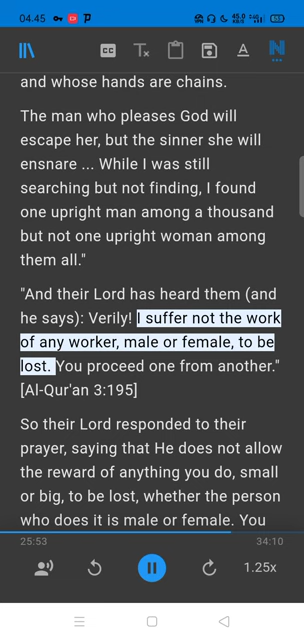 04.45
45.0
53
CC
and whose hands are chains.
The man who pleases God will
escape her, but the sinner she will
ensnare ... While I was still
searching but not finding, I found
one upright man among a thousand
but not one upright woman among
them all."
"And their Lord has heard them (and
he says): Verily! I suffer not the work
of any worker, male or female, to be
lost. You proceed one from another."
[Al-Qur'an 3:195]
So their Lord responded to their
prayer, saying that He does not allow
the reward of anything you do, small
or big, to be lost, whether the person
who does it is male or female. You
25:53 34:10
1.25x